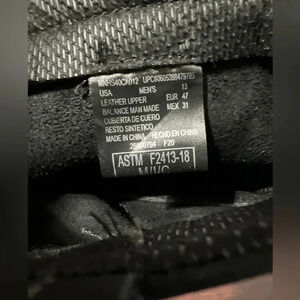 USA MEN'S 13
LEATHER UPPER EUR 47
BALANCE MAN MADE MEX 31
CUBIERTA DE CUERO
RESTO SINTETICO
MADE IN CHINA HECHO EN CHINA
F20
ASTM F2413-18